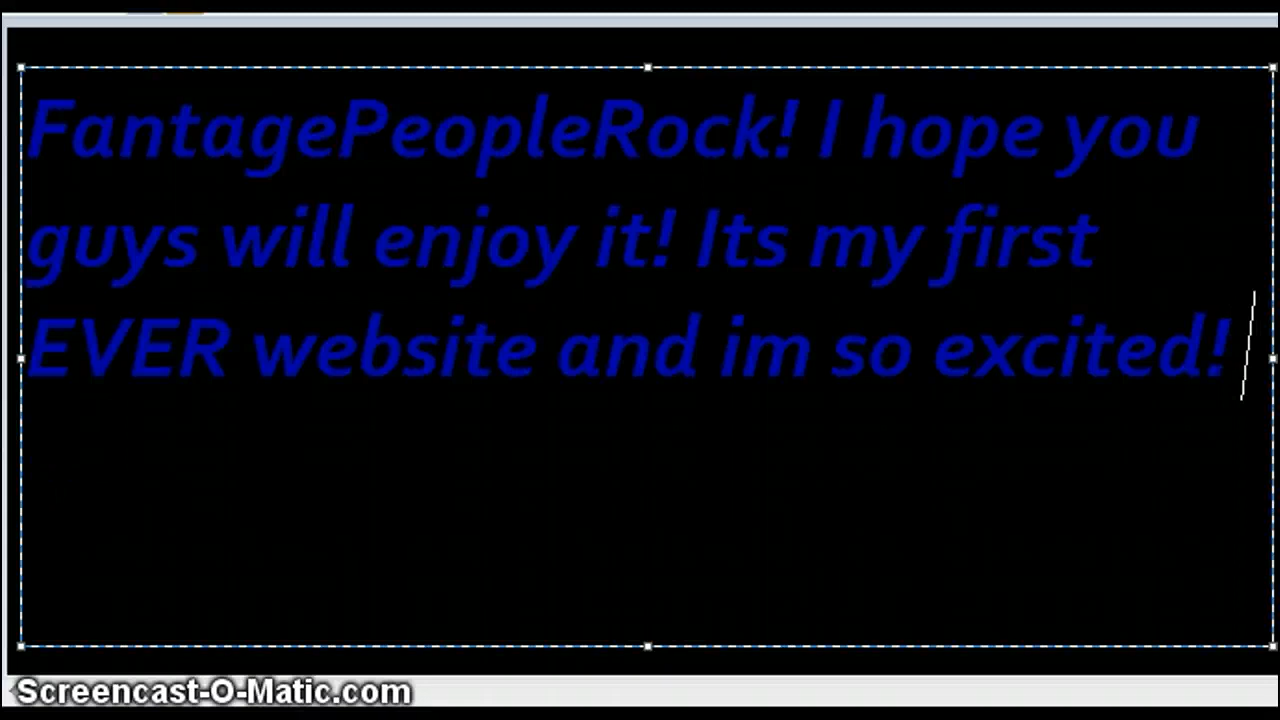 FantagePeopleRock! I hope you
guys will enjoy it! Its my first
EVER website and im so excited!
Screencast-O-Matic.com